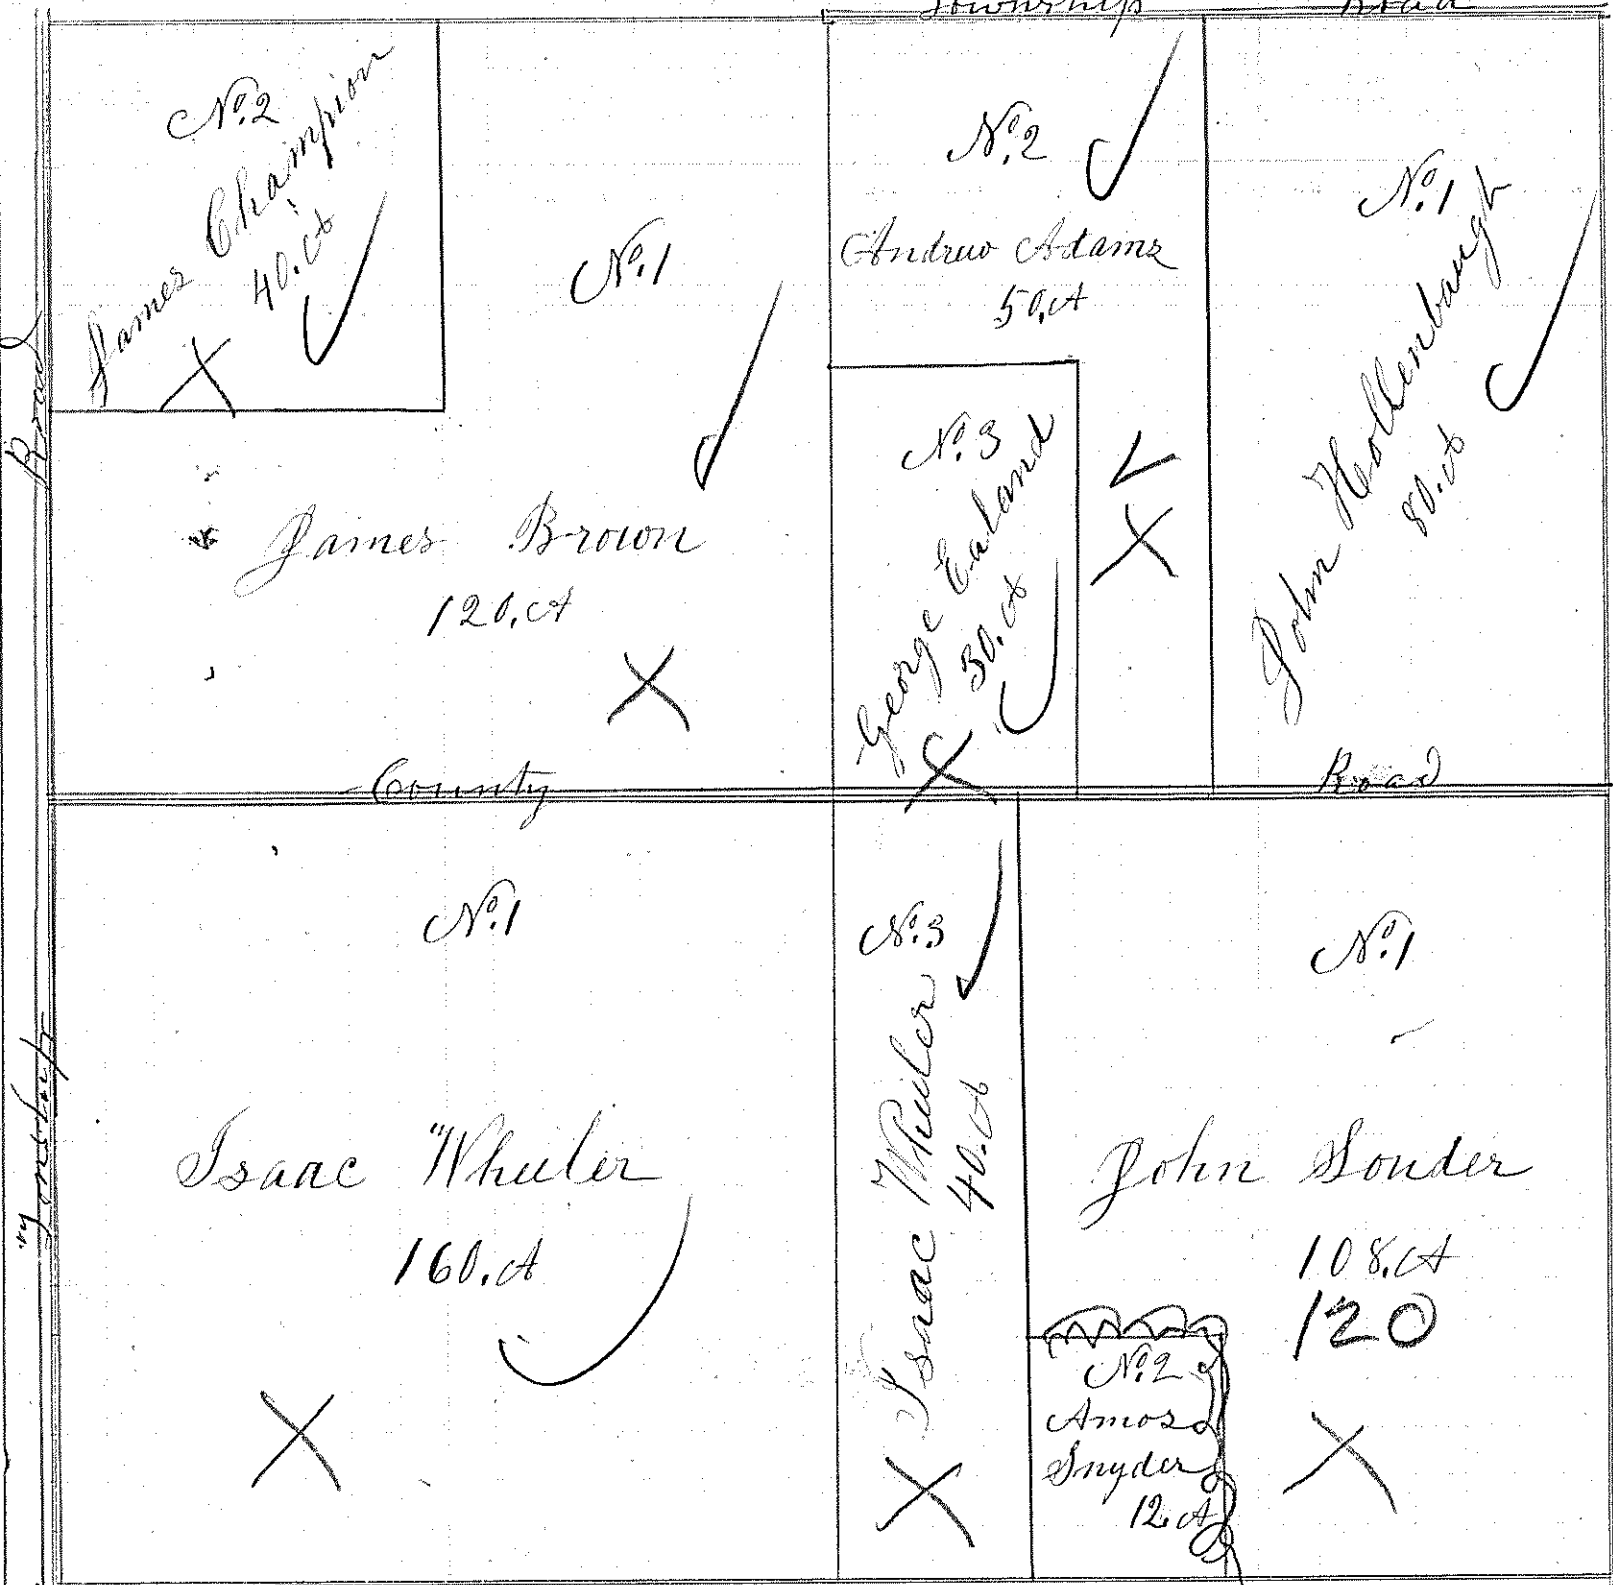 Township Road
No. 2
James Champion
40. A
No. 1
James Brown
120. A
No. 2
Andrew Adams
50. A
No. 3
George Ealand
30. A
No. 1
John Hollenbaugh
80. A
Road
County Road
Township
No. 1
Isaac Wheeler
160. A
No. 3
Isaac Wheeler
40. A
No. 1
John Souder
108. A
120
No. 2
Amos
Snyder
12. A